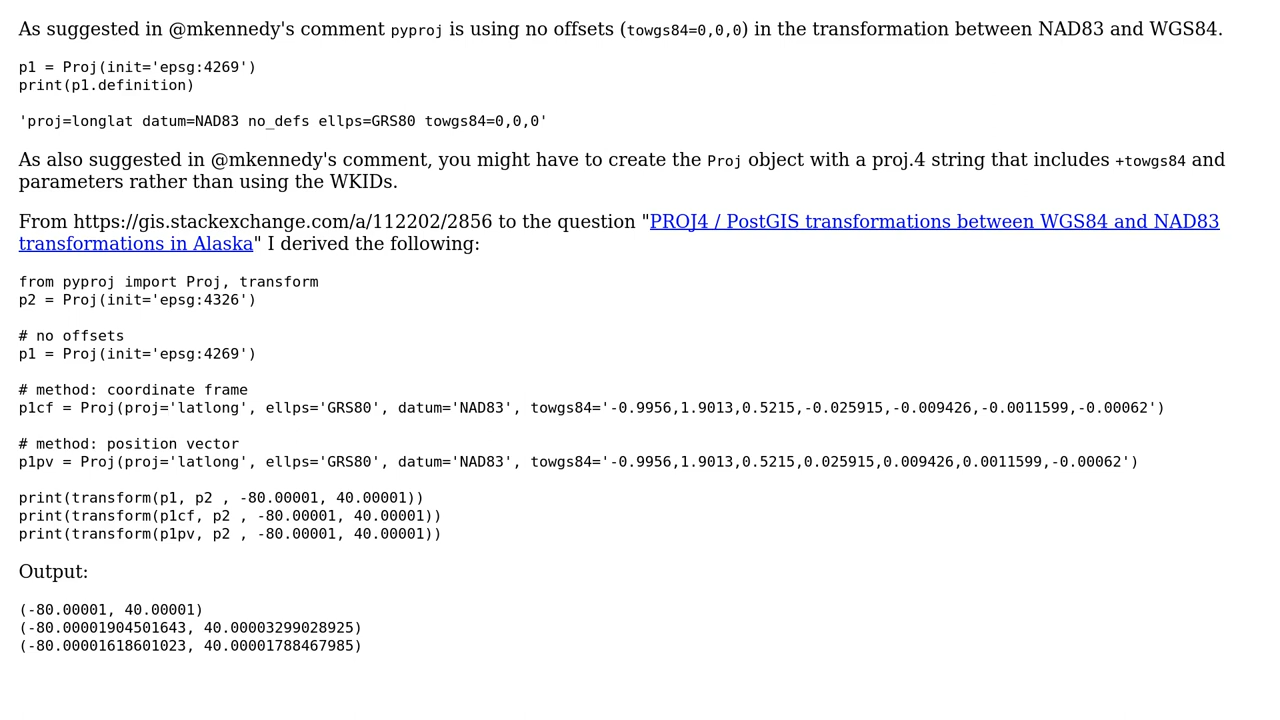 As suggested in @mkennedy's comment pyproj is using no offsets (towgs84=0,0,0) in the transformation between NAD83 and WGS84.
p1 = Proj(init='epsg:4269')
print(p1.definition)
'proj=longlat datum=NAD83 no_defs ellps=GRS80 towgs84=0,0,0'
As also suggested in @mkennedy's comment, you might have to create the Proj object with a proj.4 string that includes +towgs84 and
parameters rather than using the WKIDs.
From https://gis.stackexchange.com/a/112202/2856 to the question "PROJ4 / PostGIS transformations between WGS84 and NAD83
transformations in Alaska" I derived the following:
from pyproj import Proj, transform
p2 = Proj(init='epsg:4326')
# no offsets
p1 = Proj(init='epsg:4269')
# method: coordinate frame
p1cf = Proj(proj='latlong', ellps='GRS80', datum='NAD83', towgs84='-0.9956,1.9013,0.5215,-0.025915,-0.009426,-0.0011599,-0.00062')
# method: position vector
p1pv = Proj(proj='latlong', ellps='GRS80', datum='NAD83', towgs84='-0.9956,1.9013,0.5215,0.025915,0.009426,0.0011599,-0.00062')
print(transform(p1, p2 , -80.00001, 40.00001))
print(transform(p1cf, p2 , -80.00001, 40.00001))
print(transform(p1pv, p2 , -80.00001, 40.00001))
Output:
(-80.00001, 40.00001)
(-80.00001904501643, 40.00003299028925)
(-80.00001618601023, 40.00001788467985)